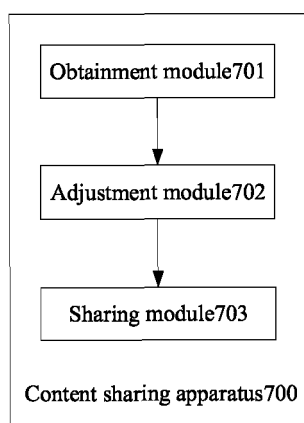 Obtainment module701
Adjustment module702
Sharing module703
Content sharing apparatus700